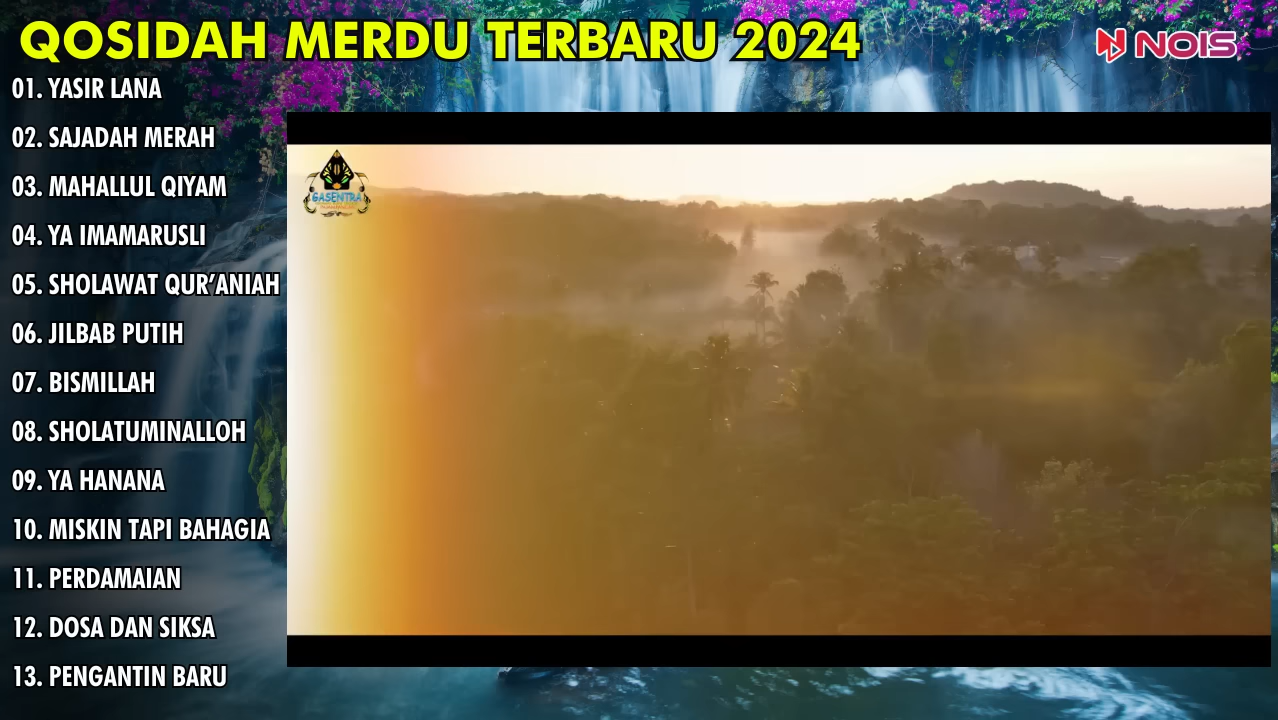 QOSIDAH MERDU TERBARU 2024
NOIS
01. YASIR LANA
02. SAJADAH MERAH
03. MAHALLUL QIYAM
04. YA IMAMARUSLI
05. SHOLAWAT QUR'ANIAH
06. JILBAB PUTIH
07. BISMILLAH
08. SHOLATUMINALLOH
09. YA HANANA
10. MISKIN TAPI BAHAGIA
11. PERDAMAIAN
12. DOSA DAN SIKSA
13. PENGANTIN BARU
GASENTRA